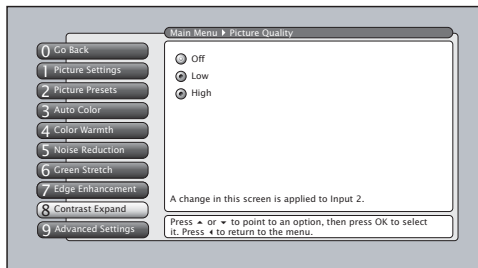 Main Menu ▸ Picture Quality
0 Go Back
1 Picture Settings
2 Picture Presets
3 Auto Color
4 Color Warmth
5 Noise Reduction
6 Green Stretch
7 Edge Enhancement
8 Contrast Expand
9 Advanced Settings
Off
Low
High
A change in this screen is applied to Input 2.
Press ▲ or ▼ to point to an option, then press OK to select
it. Press ◂ to return to the menu.